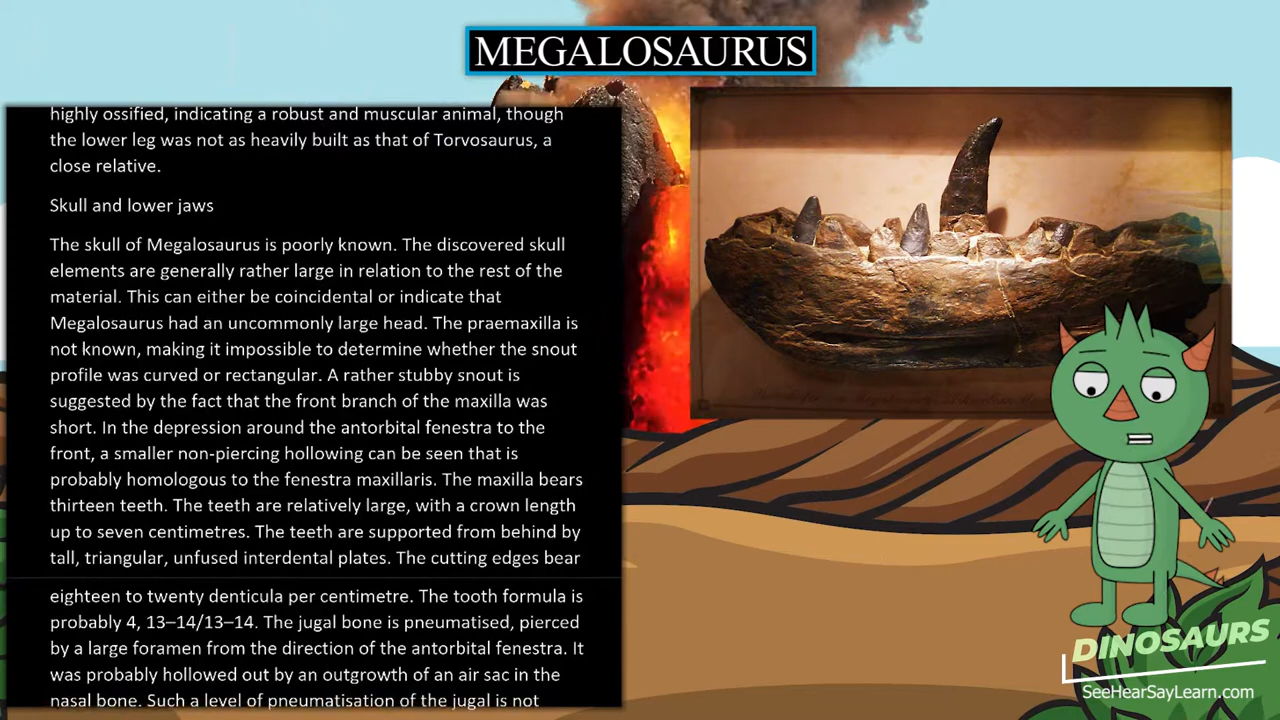 MEGALOSAURUS
highly ossified, indicating a robust and muscular animal, though
the lower leg was not as heavily built as that of Torvosaurus, a
close relative.
Skull and lower jaws
The skull of Megalosaurus is poorly known. The discovered skull
elements are generally rather large in relation to the rest of the
material. This can either be coincidental or indicate that
Megalosaurus had an uncommonly large head. The praemaxilla is
not known, making it impossible to determine whether the snout
profile was curved or rectangular. A rather stubby snout is
suggested by the fact that the front branch of the maxilla was
short. In the depression around the antorbital fenestra to the
front, a smaller non-piercing hollowing can be seen that is
probably homologous to the fenestra maxillaris. The maxilla bears
thirteen teeth. The teeth are relatively large, with a crown length
up to seven centimetres. The teeth are supported from behind by
tall, triangular, unfused interdental plates. The cutting edges bear
eighteen to twenty denticula per centimetre. The tooth formula is
probably 4, 13–14/13–14. The jugal bone is pneumatised, pierced
by a large foramen from the direction of the antorbital fenestra. It
was probably hollowed out by an outgrowth of an air sac in the
nasal bone. Such a level of pneumatisation of the jugal is not
DINOSAURS
SeeHearSayLearn.com